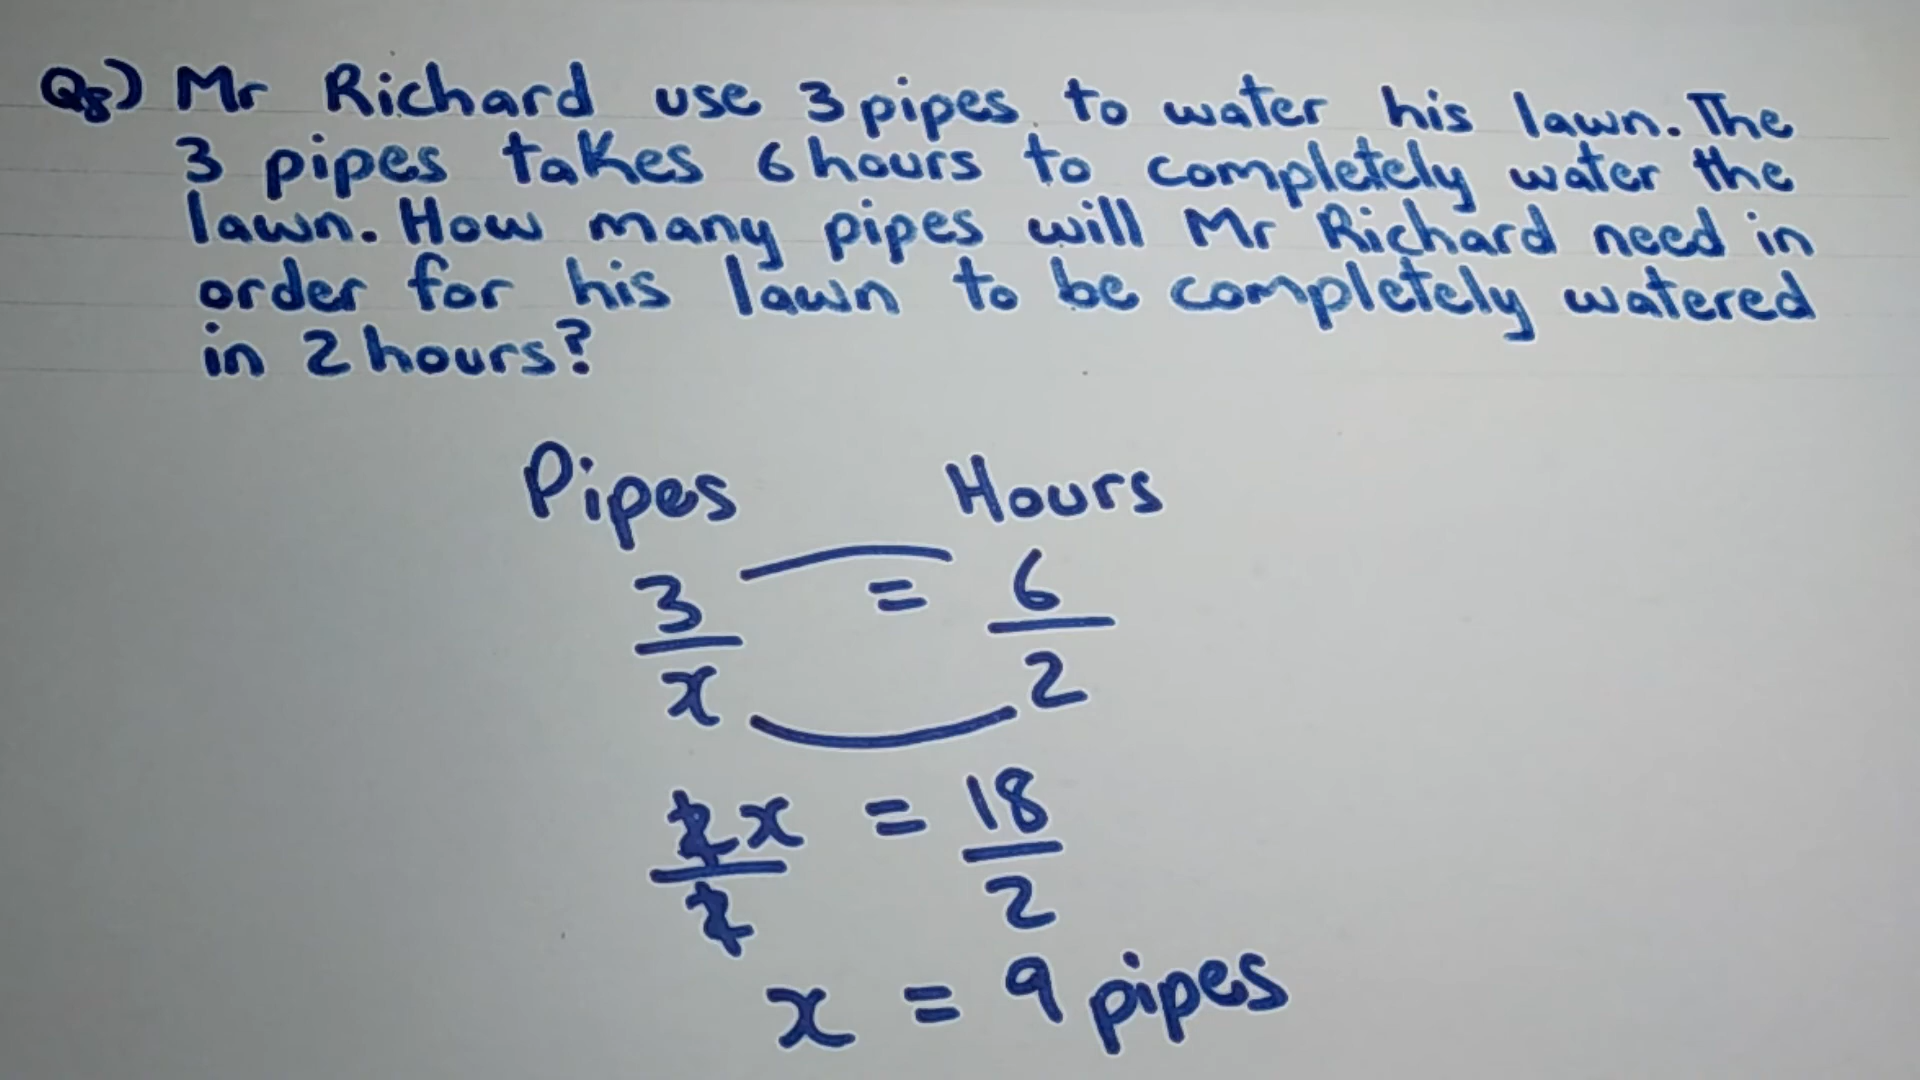 Q8) Mr Richard use 3 pipes to water his lawn. The
3 pipes takes 6 hours to completely water the
lawn. How many pipes will Mr Richard need in
order for his lawn to be completely watered
in 2 hours?
Pipes Hours
3 = 6
x 2
2x = 18
2 2
x = 9 pipes